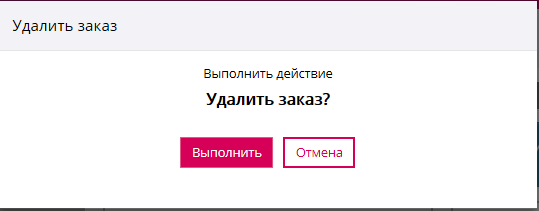 Удалить заказ
Выполнить действие
Удалить заказ?
Выполнить
Отмена